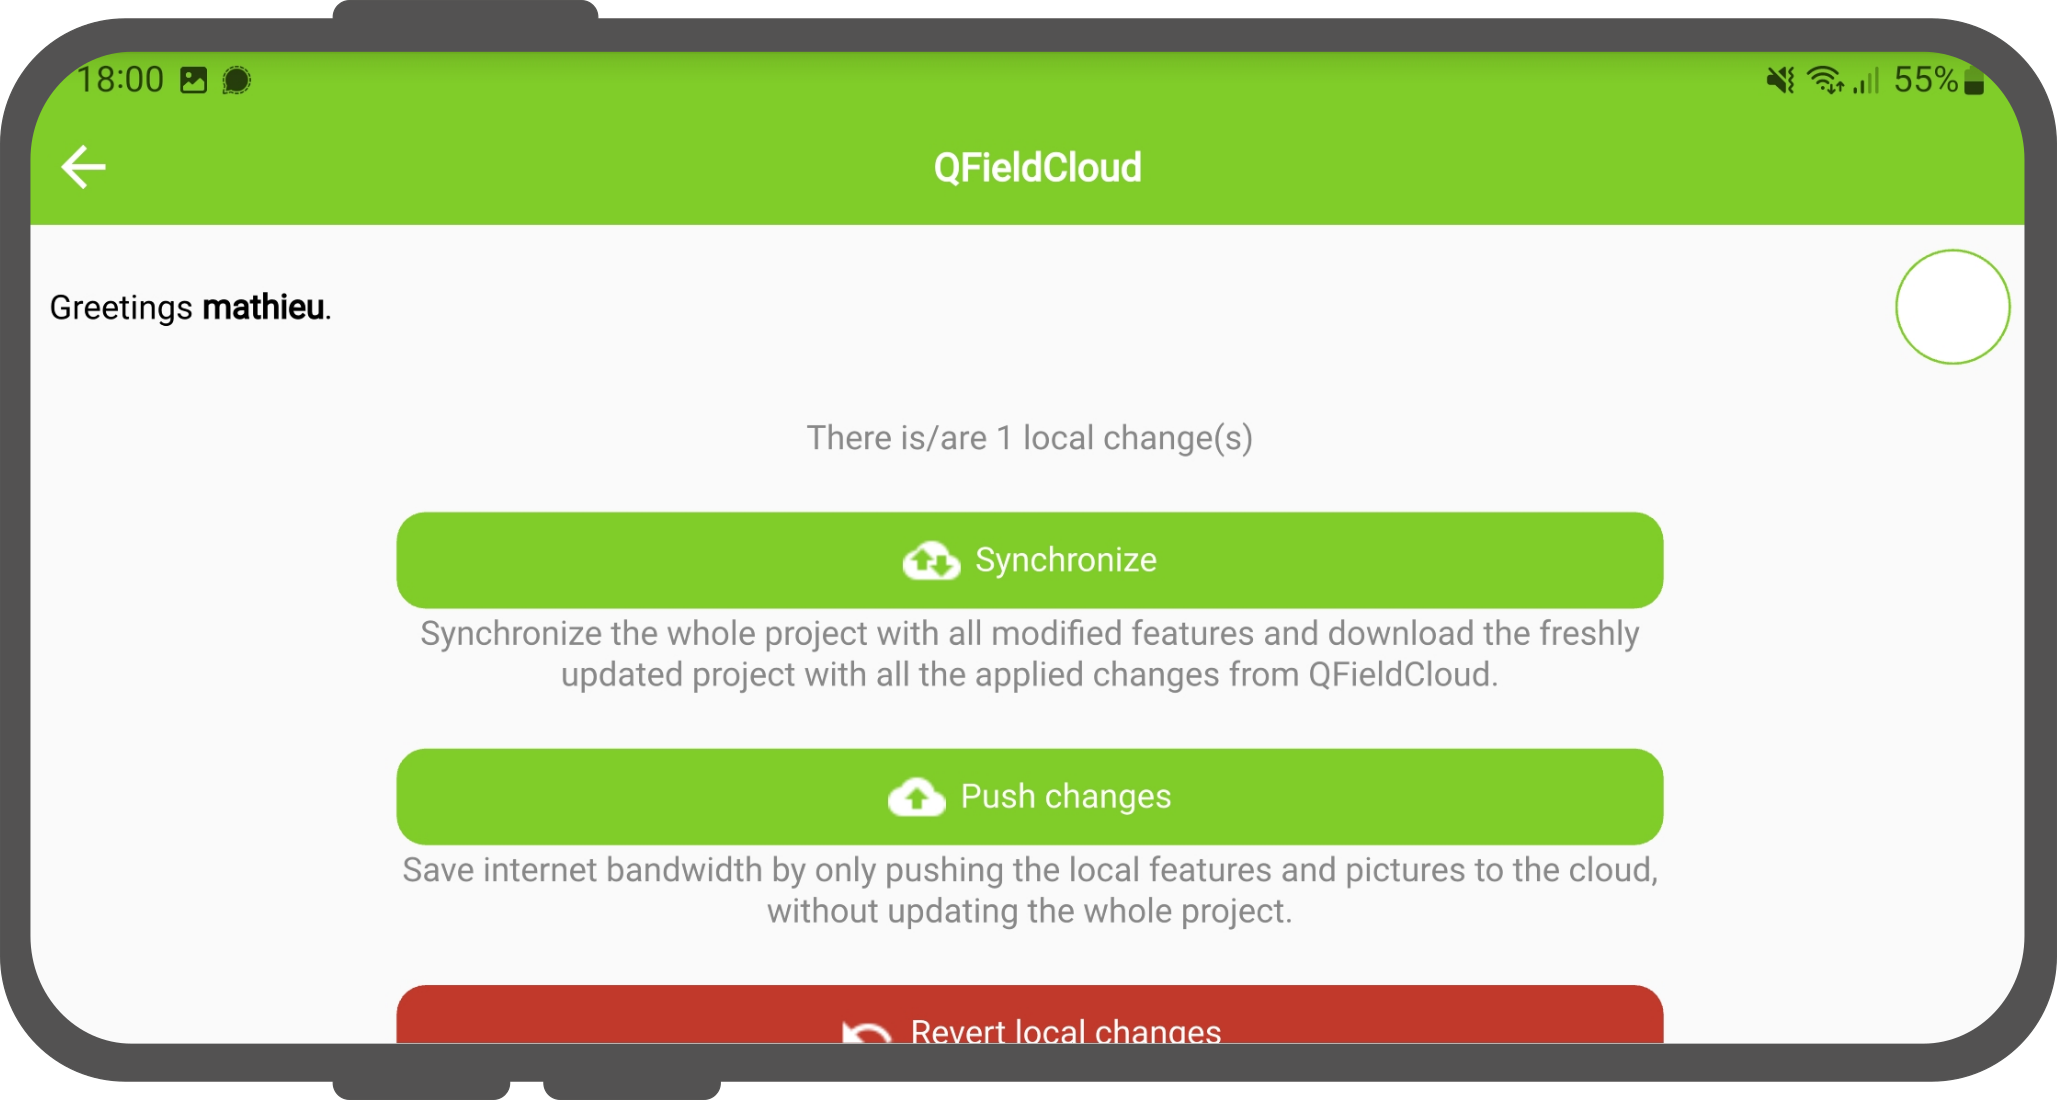 18:00
55%
QFieldCloud
Greetings mathieu.
There is/are 1 local change(s)
Synchronize
Synchronize the whole project with all modified features and download the freshly
updated project with all the applied changes from QFieldCloud.
Push changes
Save internet bandwidth by only pushing the local features and pictures to the cloud,
without updating the whole project.
Revert local changes